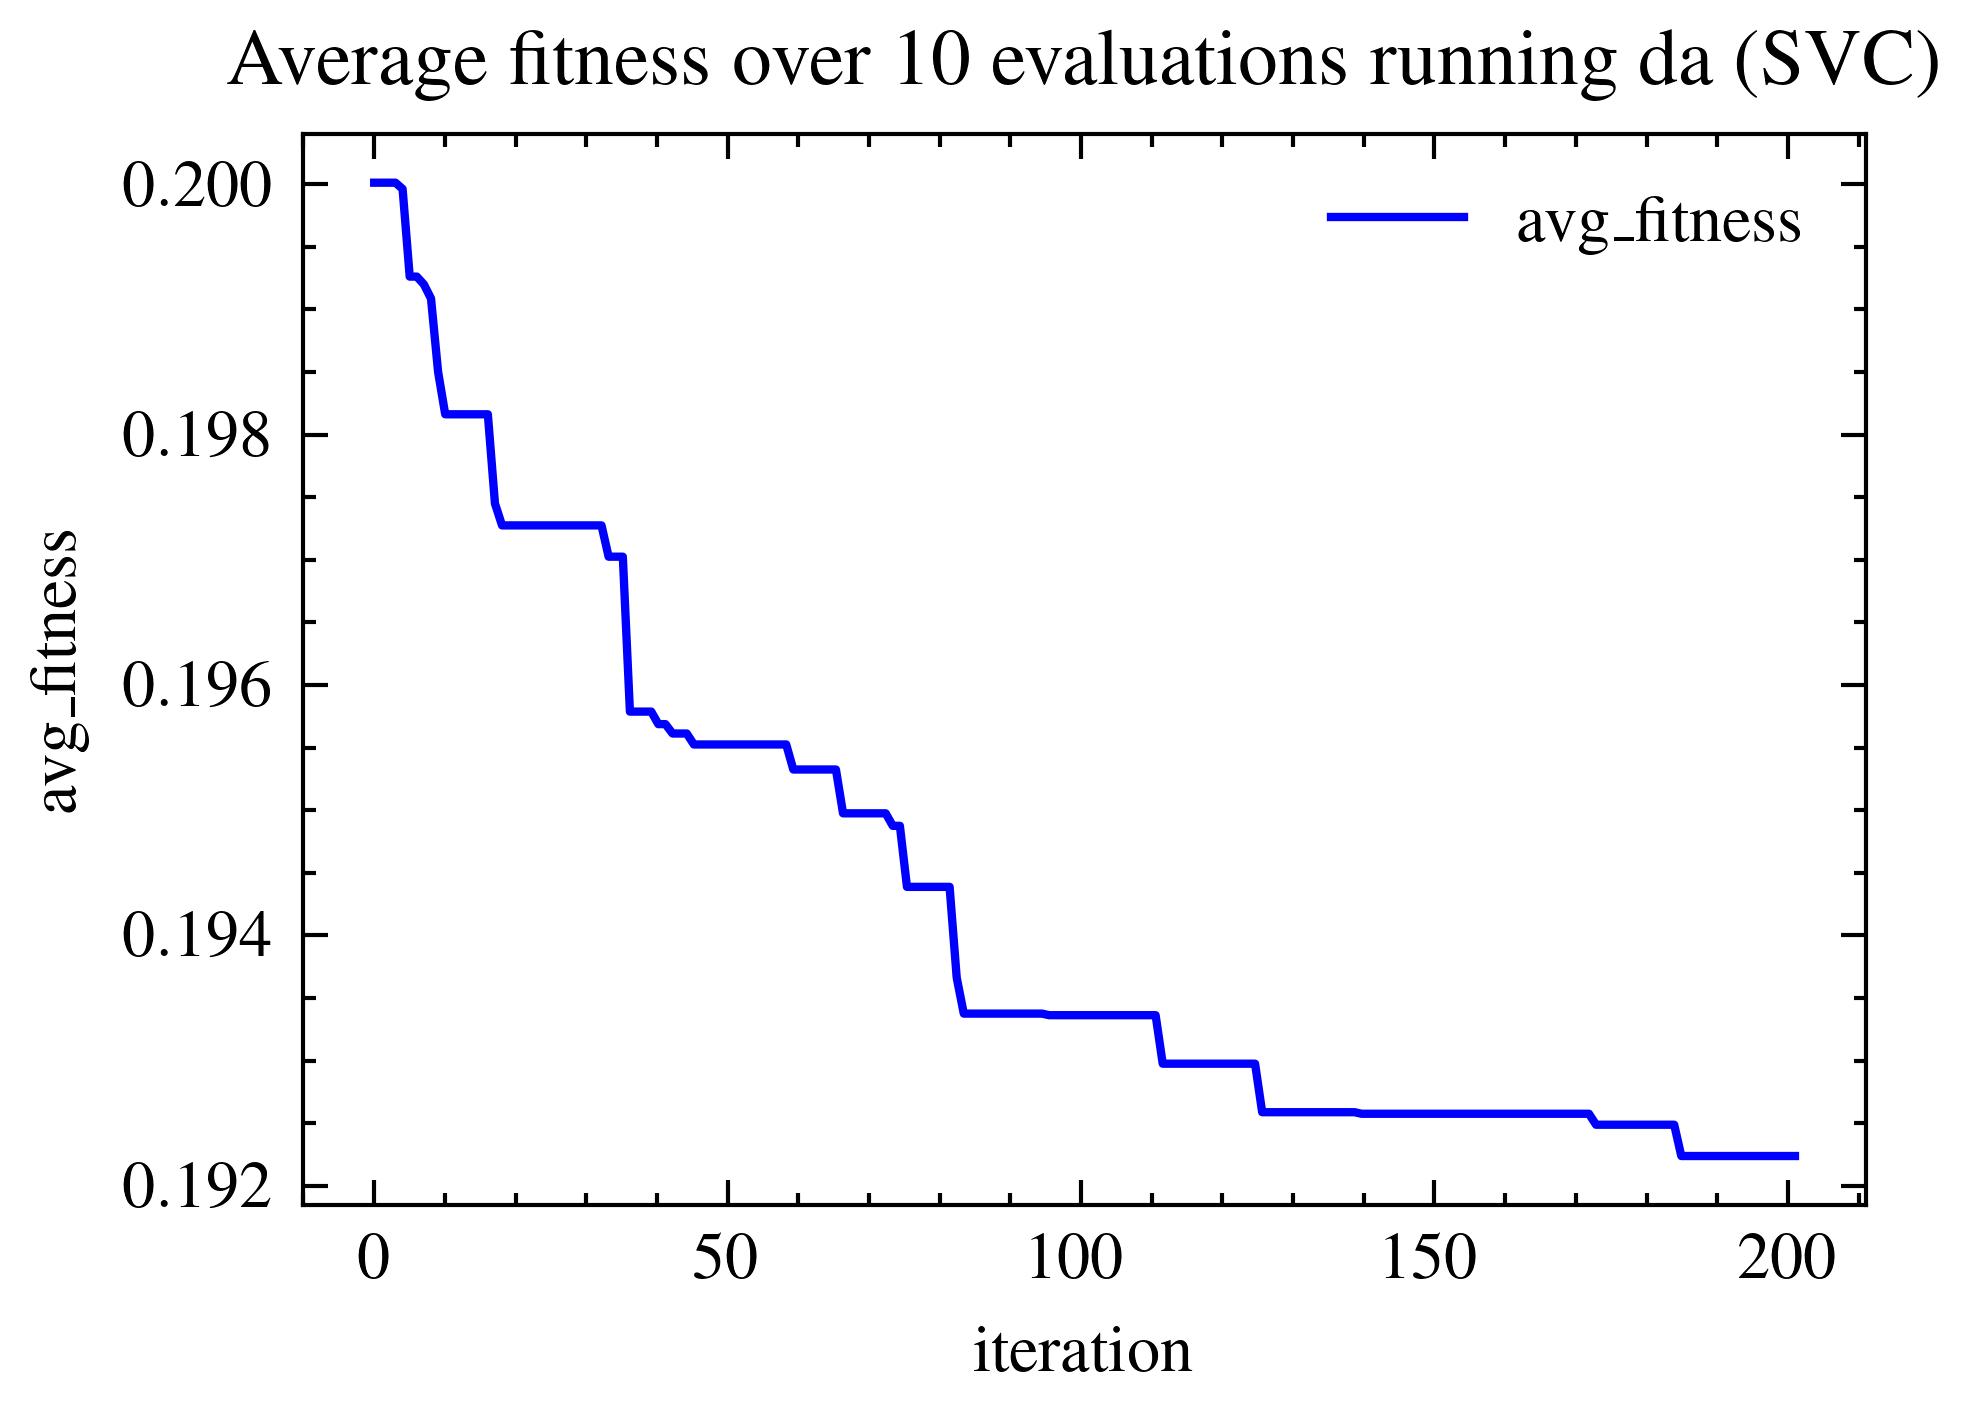 Average fitness over 10 evaluations running da (SVC)
avg_fitness
0.200
0.198
0.196
0.194
0.192
avg_fitness
0 50 100 150 200
iteration